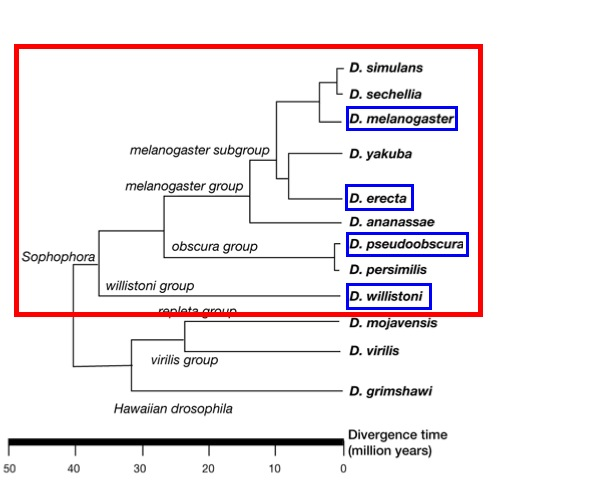 D. simulans
D. sechellia
D. melanogaster
melanogaster subgroup
D. yakuba
melanogaster group
D. erecta
D. ananassae
obscura group
D. pseudoobscura
Sophophora
D. persimilis
willistoni group
D. willistoni
repleta group
D. mojavensis
D. virilis
virilis group
D. grimshawi
Hawaiian drosophila
Divergence time
(million years)
50 40 30 20 10 0